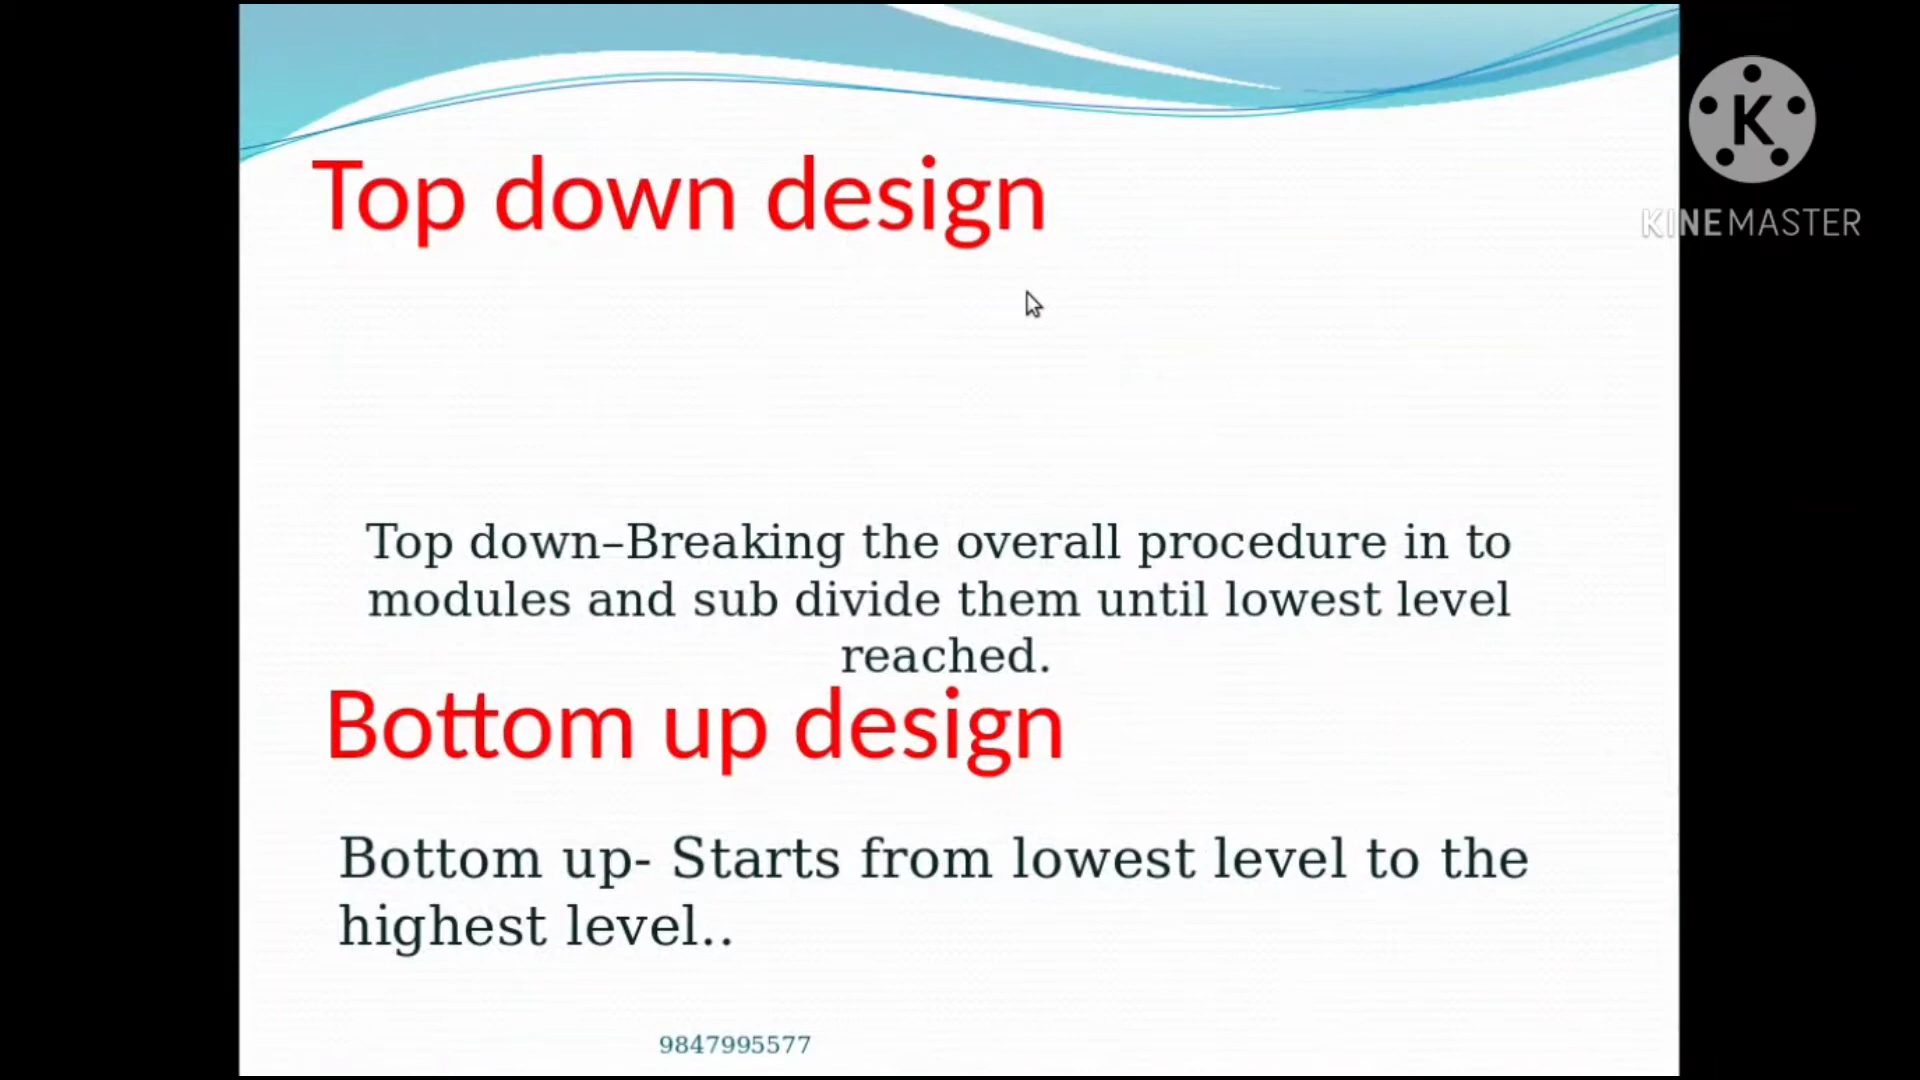 Top down design
K
KINEMASTER
Top down–Breaking the overall procedure in to
modules and sub divide them until lowest level
reached.
Bottom up design
Bottom up- Starts from lowest level to the
highest level..
9847995577